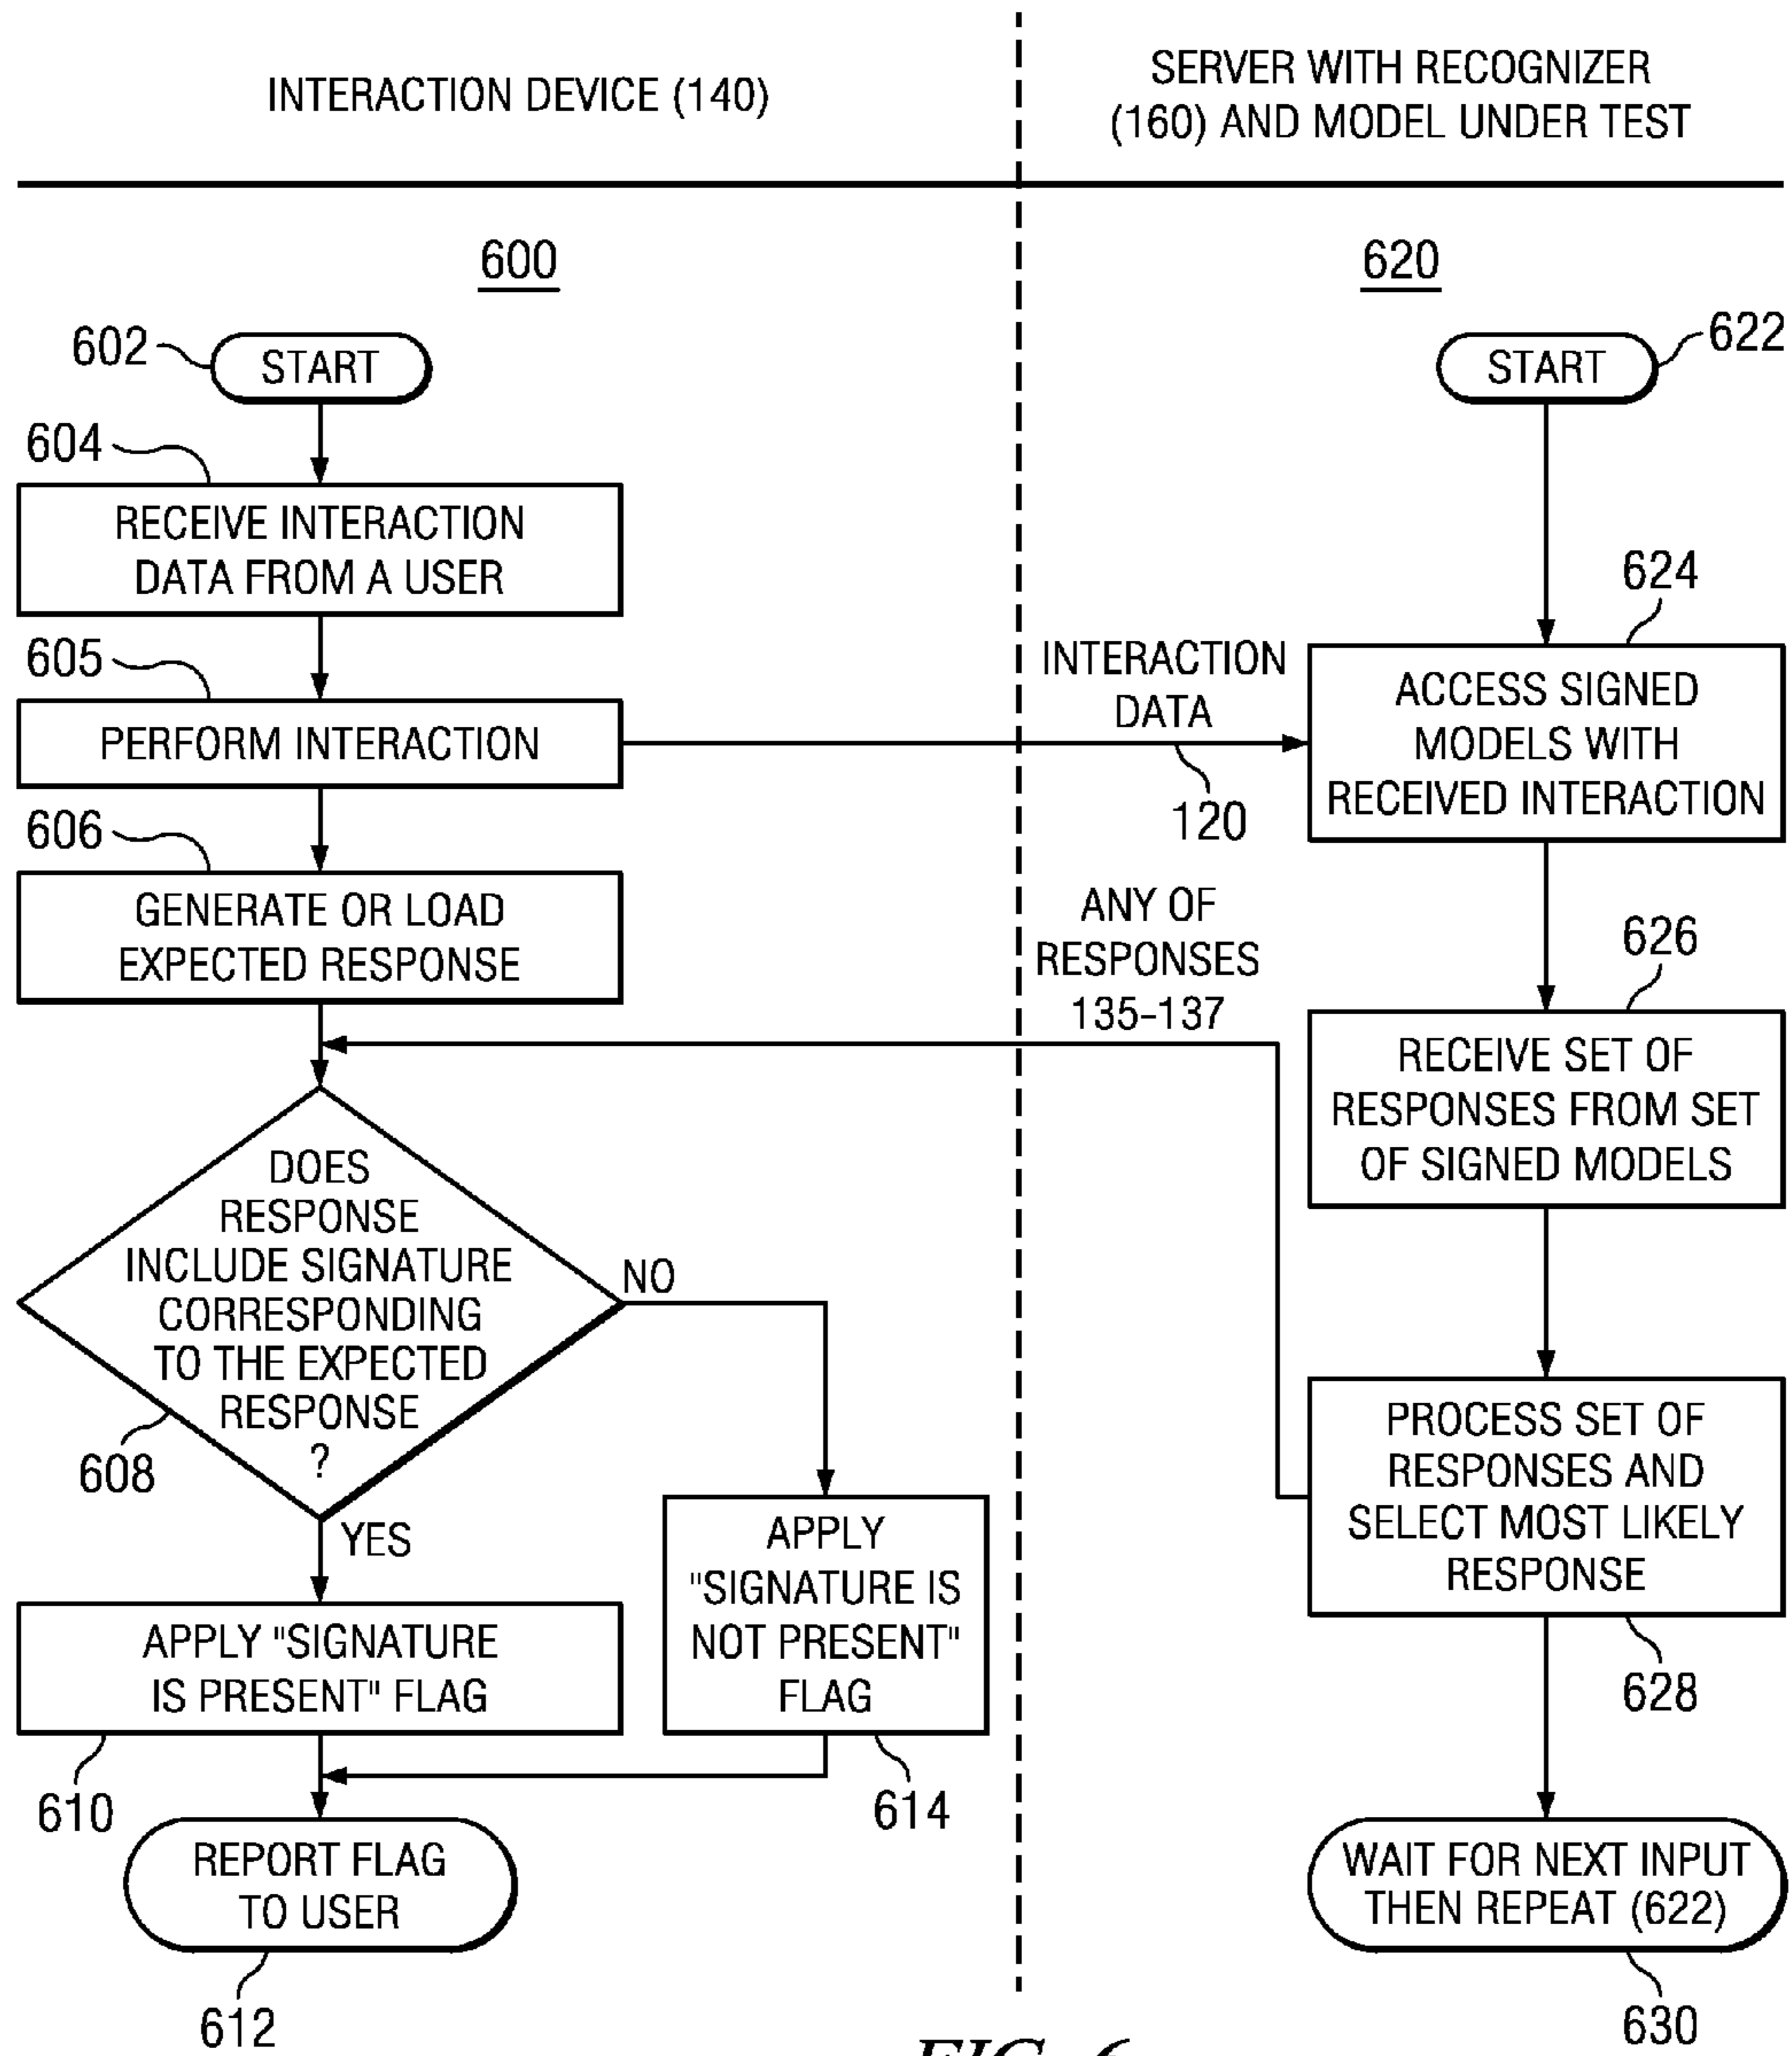 INTERACTION DEVICE (140)
SERVER WITH RECOGNIZER
(160) AND MODEL UNDER TEST
600
602
START
604
RECEIVE INTERACTION
DATA FROM A USER
605
PERFORM INTERACTION
606
GENERATE OR LOAD
EXPECTED RESPONSE
DOES
RESPONSE
INCLUDE SIGNATURE
CORRESPONDING
TO THE EXPECTED
RESPONSE
?
608
NO
YES
APPLY "SIGNATURE
IS PRESENT" FLAG
610
APPLY
"SIGNATURE IS
NOT PRESENT"
FLAG
614
REPORT FLAG
TO USER
612
INTERACTION
DATA
120
ANY OF
RESPONSES
135-137
620
622
START
624
ACCESS SIGNED
MODELS WITH
RECEIVED INTERACTION
626
RECEIVE SET OF
RESPONSES FROM SET
OF SIGNED MODELS
PROCESS SET OF
RESPONSES AND
SELECT MOST LIKELY
RESPONSE
628
WAIT FOR NEXT INPUT
THEN REPEAT (622)
630
FIG. 6